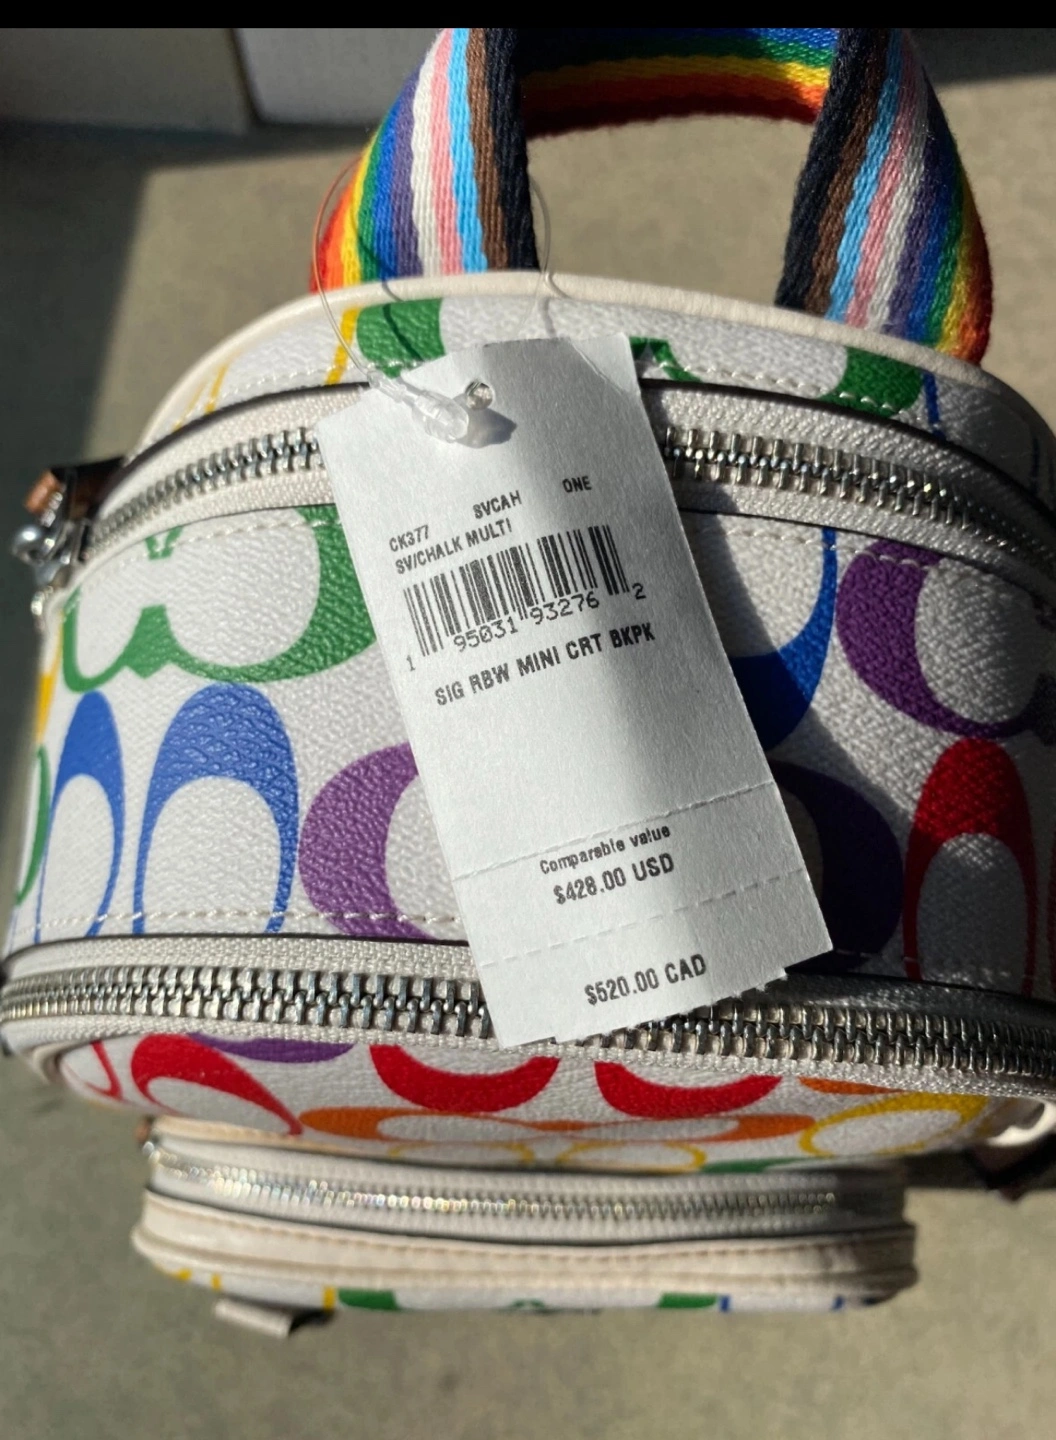 CK377 SVCAH ONE
SV/CHALK MULTI
1 95031 93276 2
SIG RBW MINI CRT BKPK
Comparable value
$428.00 USD
$520.00 CAD